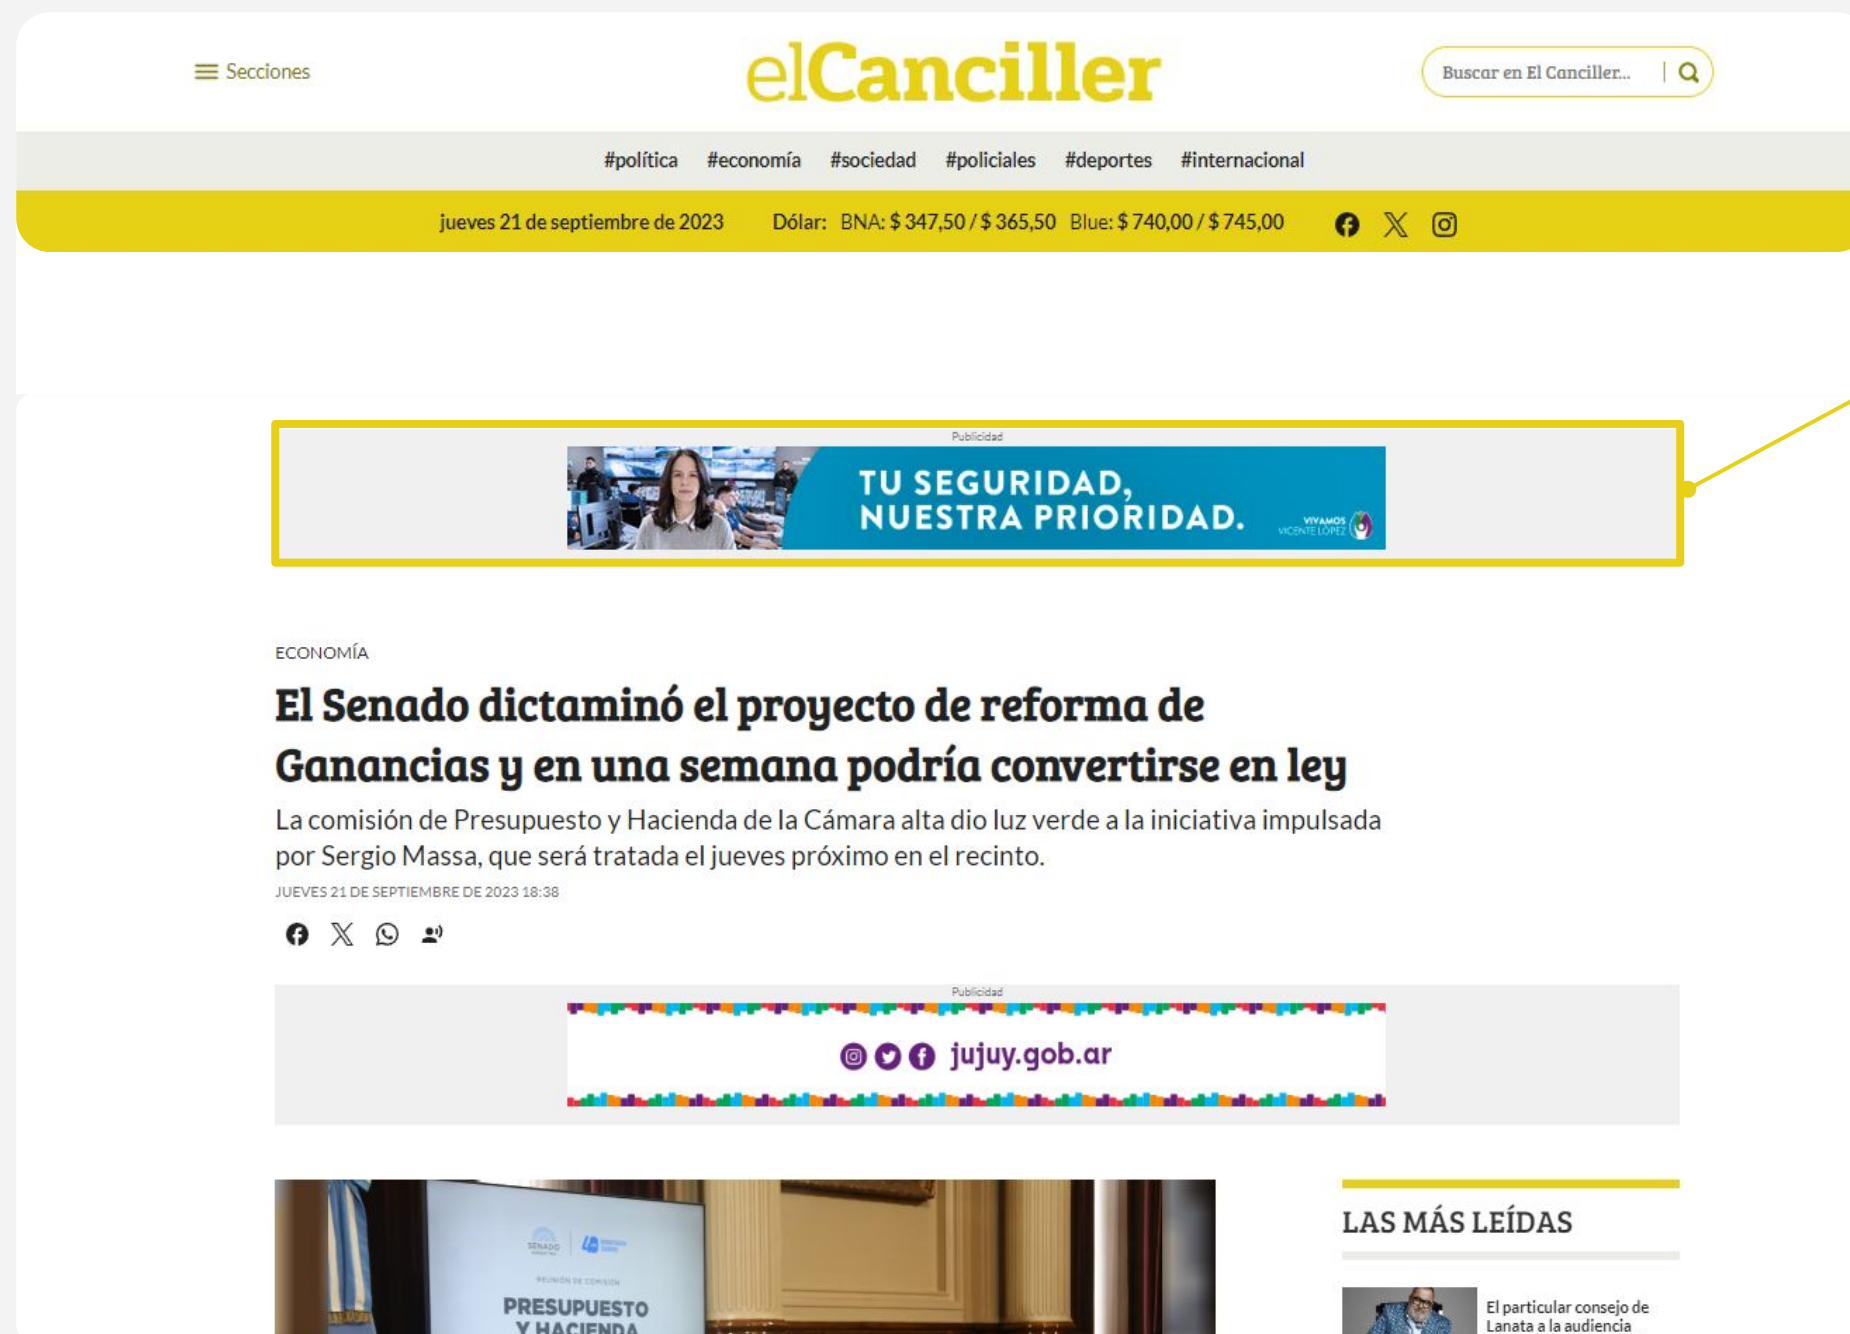 Secciones
elCanciller
Buscar en El Canciller...
#política #economía #sociedad #policiales #deportes #internacional
jueves 21 de septiembre de 2023 Dólar: BNA: $ 347,50 / $ 365,50 Blue: $ 740,00 / $ 745,00
Publicidad
TU SEGURIDAD,
NUESTRA PRIORIDAD.
VIVAMOS
VICENTE LÓPEZ
ECONOMÍA
El Senado dictaminó el proyecto de reforma de
Ganancias y en una semana podría convertirse en ley
La comisión de Presupuesto y Hacienda de la Cámara alta dio luz verde a la iniciativa impulsada
por Sergio Massa, que será tratada el jueves próximo en el recinto.
JUEVES 21 DE SEPTIEMBRE DE 2023 18:38
Publicidad
jujuy.gob.ar
SENADO
REUNIÓN DE COMISIÓN
PRESUPUESTO
Y HACIENDA
LAS MÁS LEÍDAS
El particular consejo de
Lanata a la audiencia